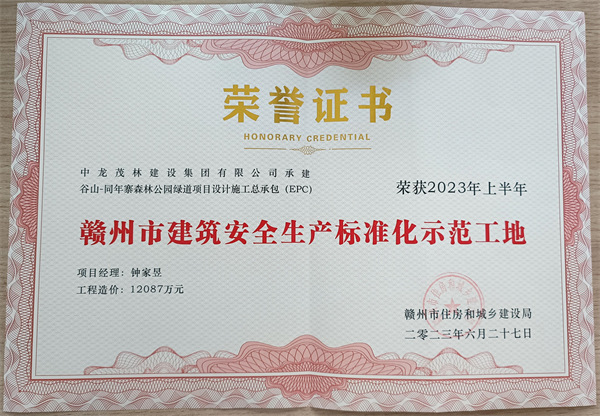 荣誉证书
HONORARY CREDENTIAL
中龙茂林建设集团有限公司承建
谷山-同年寨森林公园绿道项目设计施工总承包（EPC）
荣获2023年上半年
赣州市建筑安全生产标准化示范工地
项目经理：钟家昱
工程造价：12087万元
赣州市住房和城乡建设局
二零二三年六月二十七日